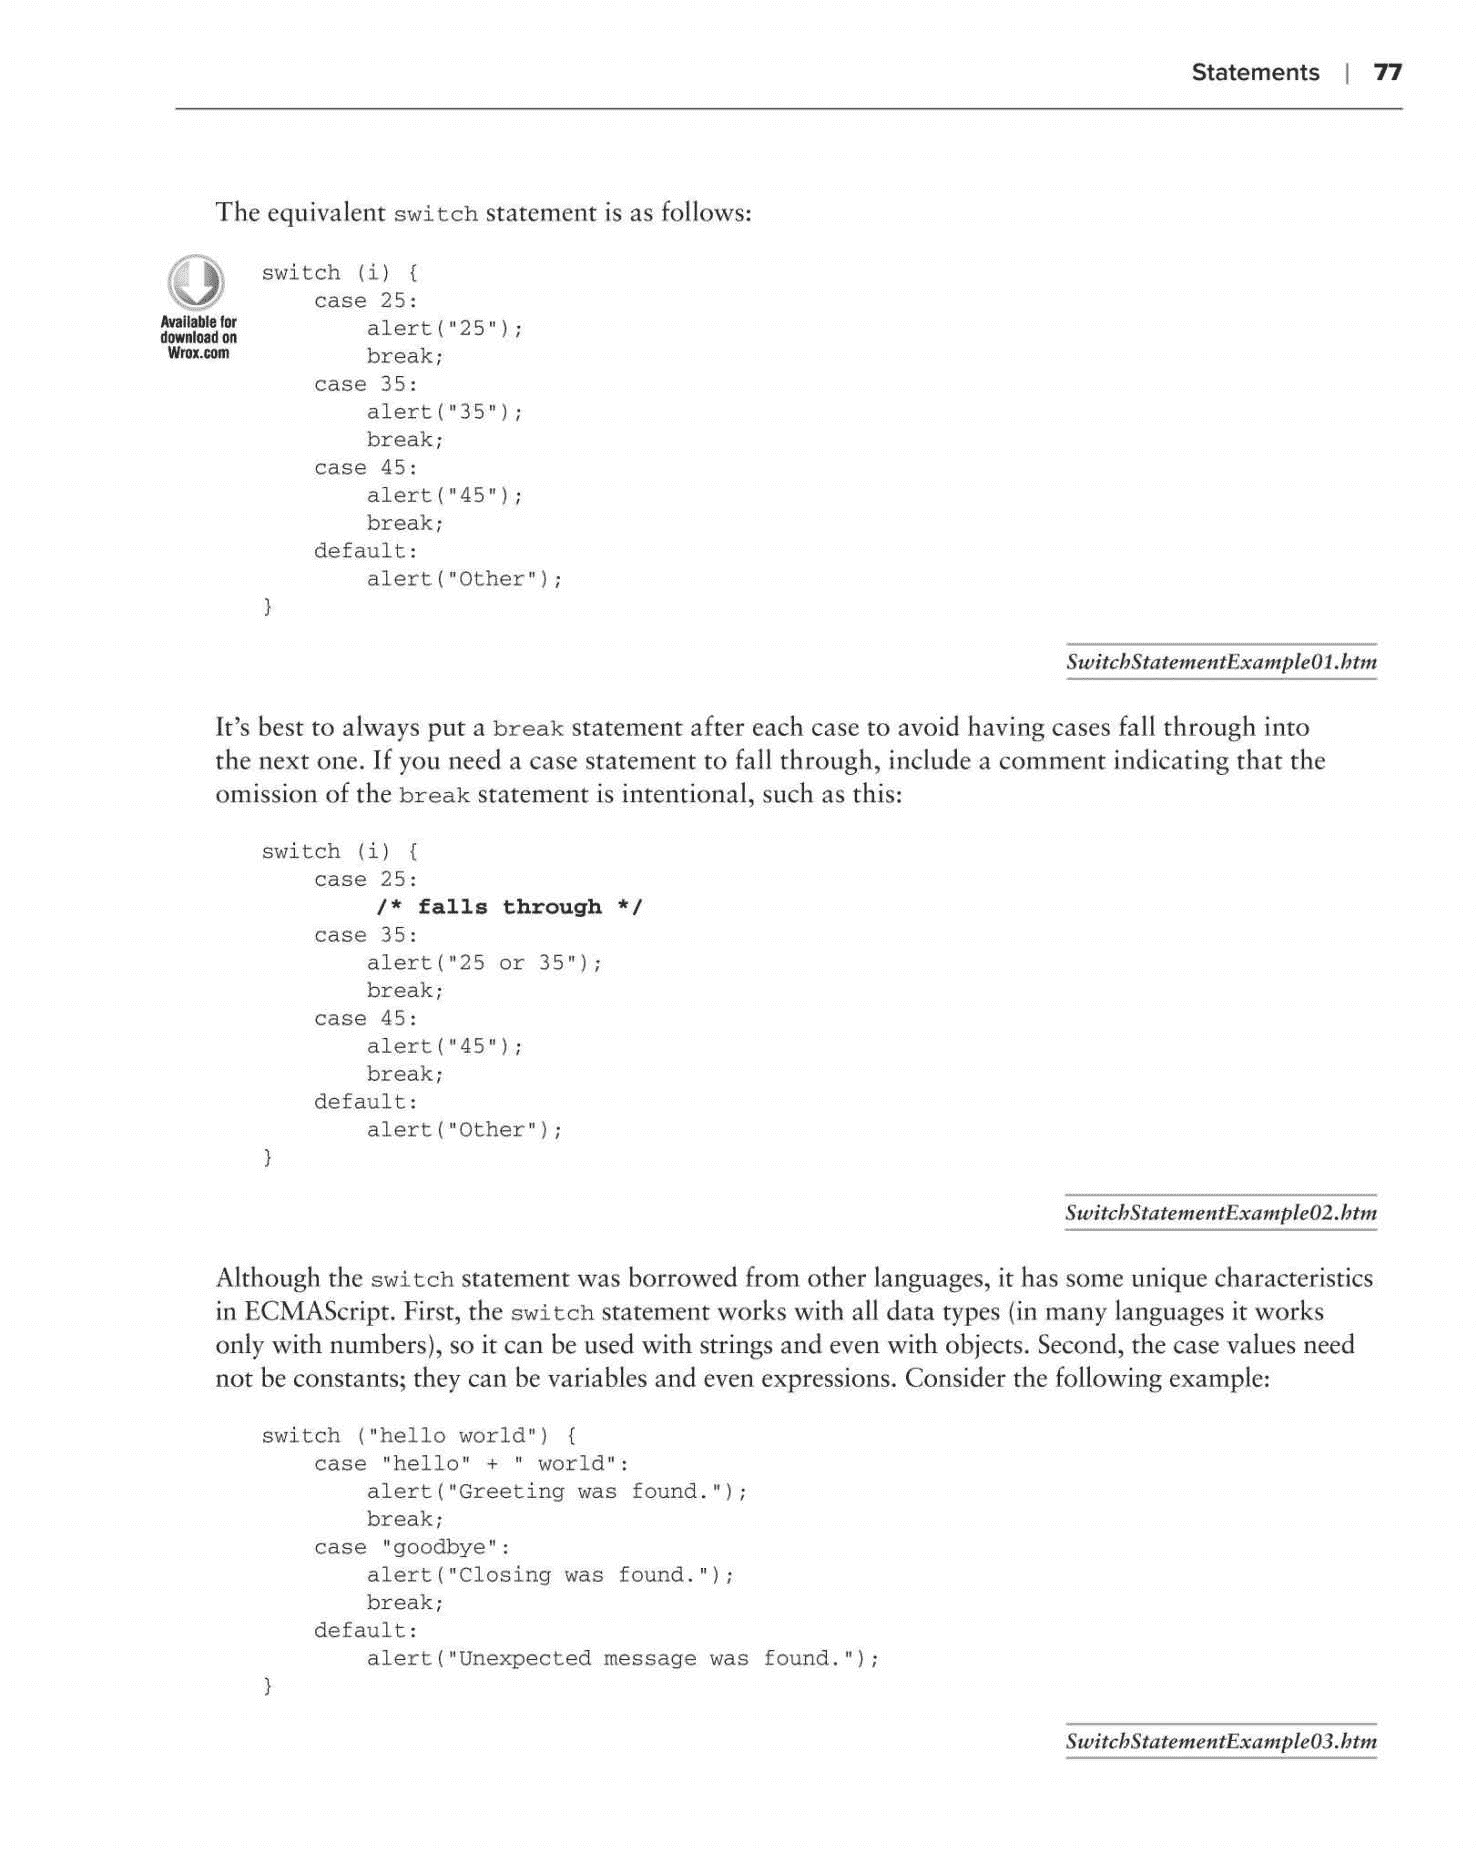 Statements | 77
The equivalent switch statement is as follows:
Available for
download on
Wrox.com
switch (i) {
    case 25:
        alert("25");
        break;
    case 35:
        alert("35");
        break;
    case 45:
        alert("45");
        break;
    default:
        alert("Other");
}
SwitchStatementExample01.htm
It's best to always put a break statement after each case to avoid having cases fall through into
the next one. If you need a case statement to fall through, include a comment indicating that the
omission of the break statement is intentional, such as this:
switch (i) {
    case 25:
        /* falls through */
    case 35:
        alert("25 or 35");
        break;
    case 45:
        alert("45");
        break;
    default:
        alert("Other");
}
SwitchStatementExample02.htm
Although the switch statement was borrowed from other languages, it has some unique characteristics
in ECMAScript. First, the switch statement works with all data types (in many languages it works
only with numbers), so it can be used with strings and even with objects. Second, the case values need
not be constants; they can be variables and even expressions. Consider the following example:
switch ("hello world") {
    case "hello" + " world":
        alert("Greeting was found.");
        break;
    case "goodbye":
        alert("Closing was found.");
        break;
    default:
        alert("Unexpected message was found.");
}
SwitchStatementExample03.htm